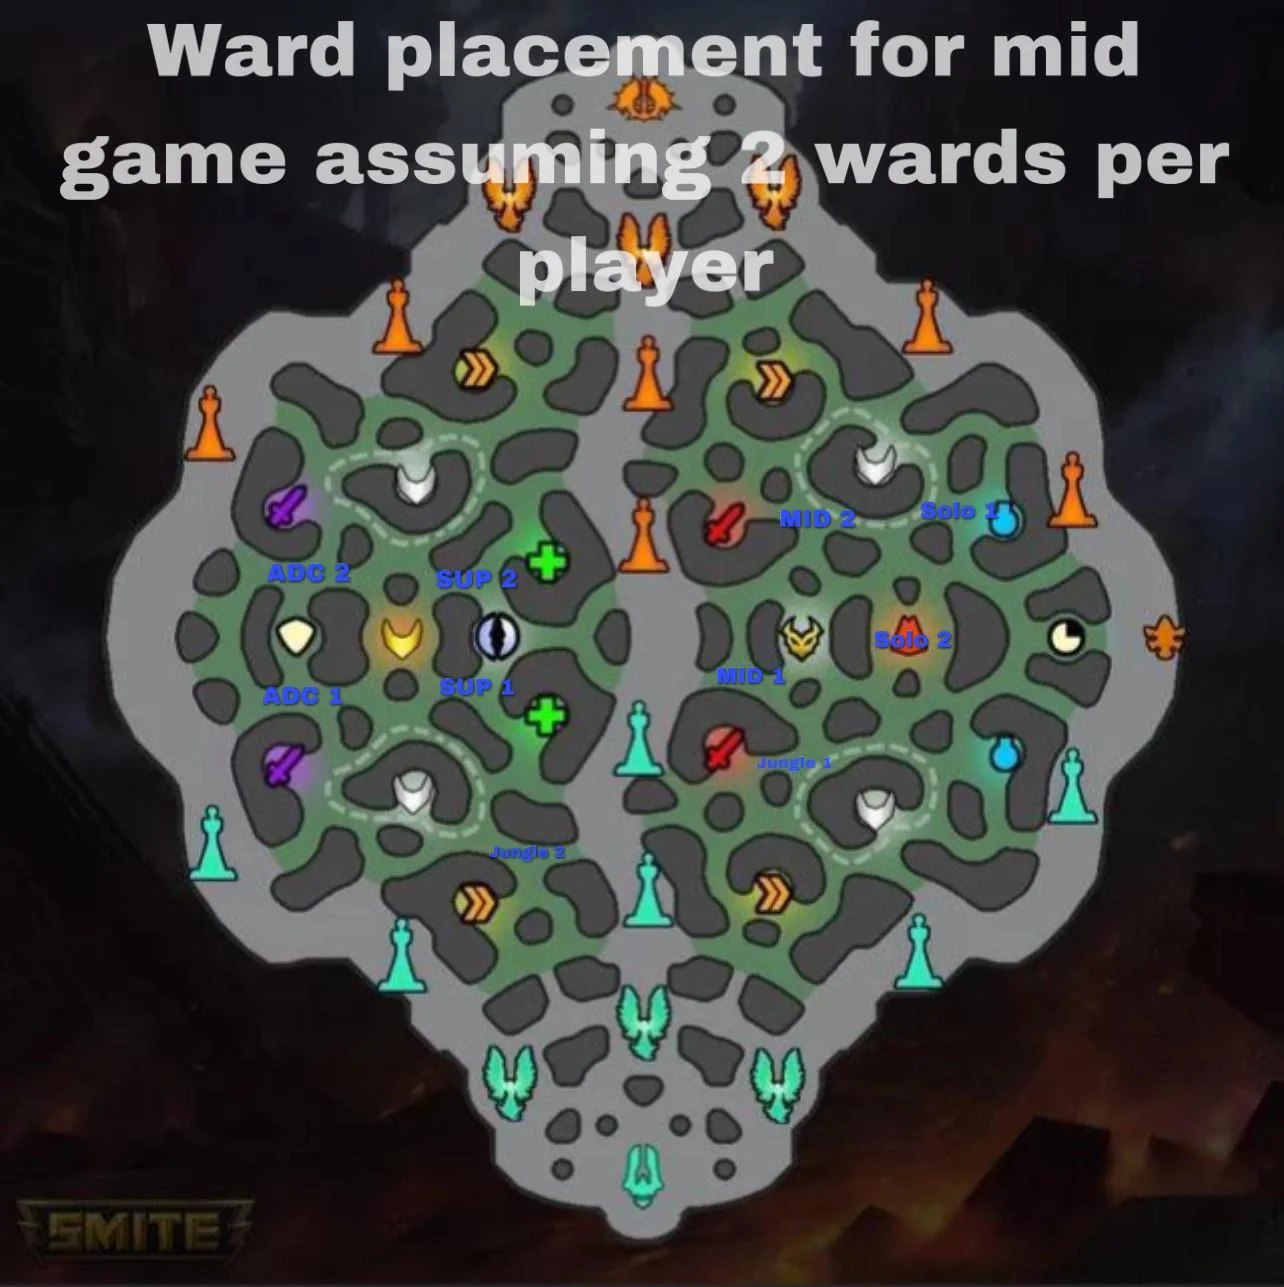 Ward placement for mid
game assuming 2 wards per
player
MID 2
Solo 1
ADC 2
SUP 2
Solo 2
MID 1
SUP 1
ADC 1
Jungle 1
Jungle 2
SMITE